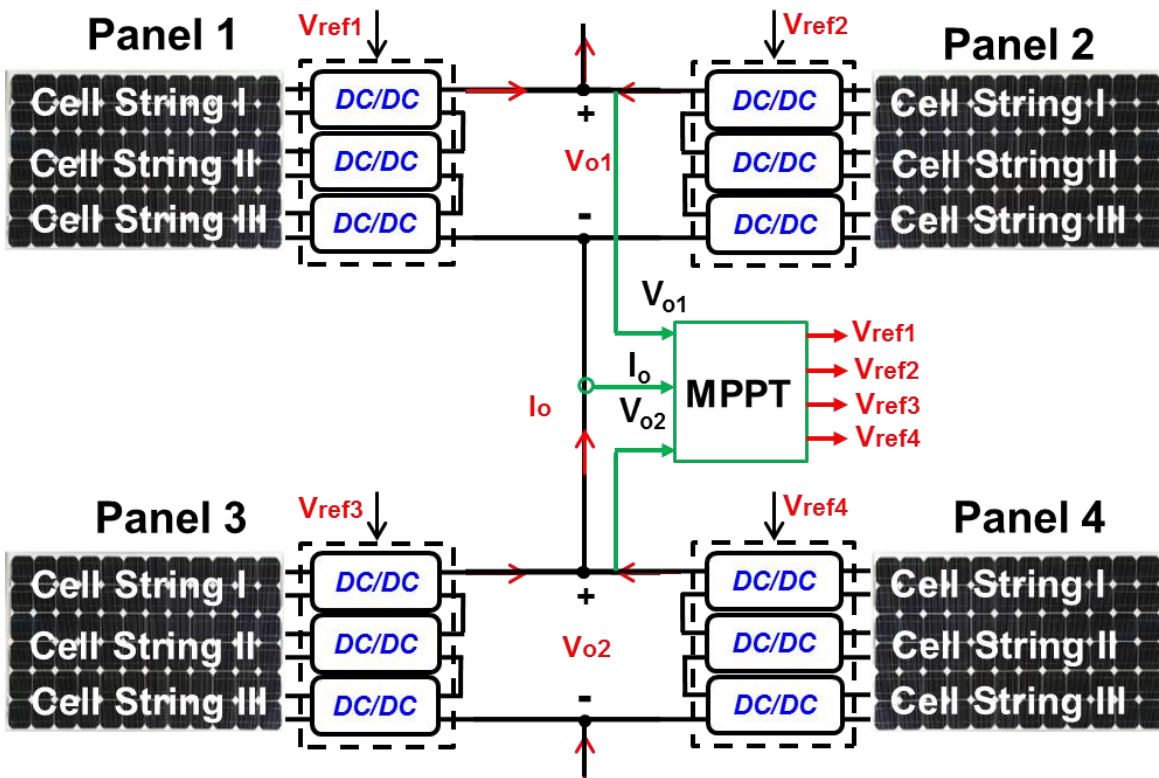 Panel 1
Vref1
Vref2
Panel 2
Cell String I
DC/DC
DC/DC
Cell String I
+
Cell String II
DC/DC
Vo1
DC/DC
Cell String II
Cell String III
DC/DC
-
DC/DC
Cell String III
Vo1
Vref1
Io
MPPT
Vref2
Io
Vo2
Vref3
Vref4
Panel 3
Vref3
Vref4
Panel 4
Cell String I
DC/DC
DC/DC
Cell String I
+
Cell String II
DC/DC
Vo2
DC/DC
Cell String II
Cell String III
DC/DC
-
DC/DC
Cell String III